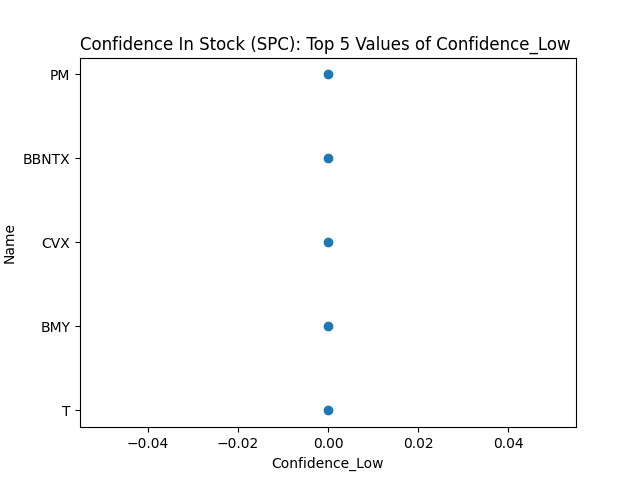 Confidence In Stock (SPC): Top 5 Values of Confidence_Low
PM
BBNTX
CVX
BMY
T
Name
−0.04 −0.02 0.00 0.02 0.04
Confidence_Low